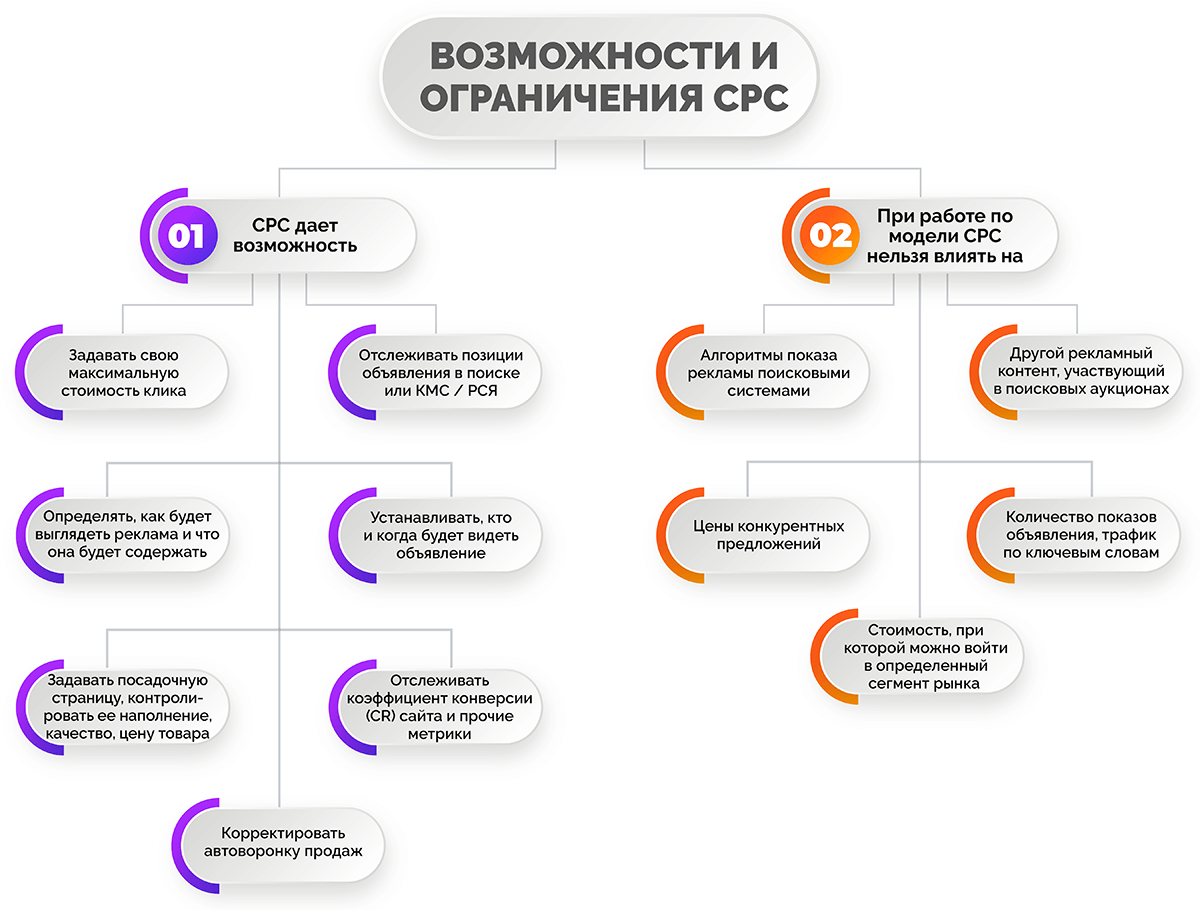 ВОЗМОЖНОСТИ И
ОГРАНИЧЕНИЯ CPC
01
CPC дает
возможность
Задавать свою
максимальную
стоимость клика
Отслеживать позиции
объявления в поиске
или КМС / РСЯ
Определять, как будет
выглядеть реклама и что
она будет содержать
Устанавливать, кто
и когда будет видеть
объявление
Задавать посадочную
страницу, контроли-
ровать ее наполнение,
качество, цену товара
Отслеживать
коэффициент конверсии
(CR) сайта и прочие
метрики
Корректировать
автоворонку продаж
02
При работе по
модели CPC
нельзя влиять на
Алгоритмы показа
рекламы поисковыми
системами
Другой рекламный
контент, участвующий
в поисковых аукционах
Цены конкурентных
предложений
Количество показов
объявления, трафик
по ключевым словам
Стоимость, при
которой можно войти
в определенный
сегмент рынка